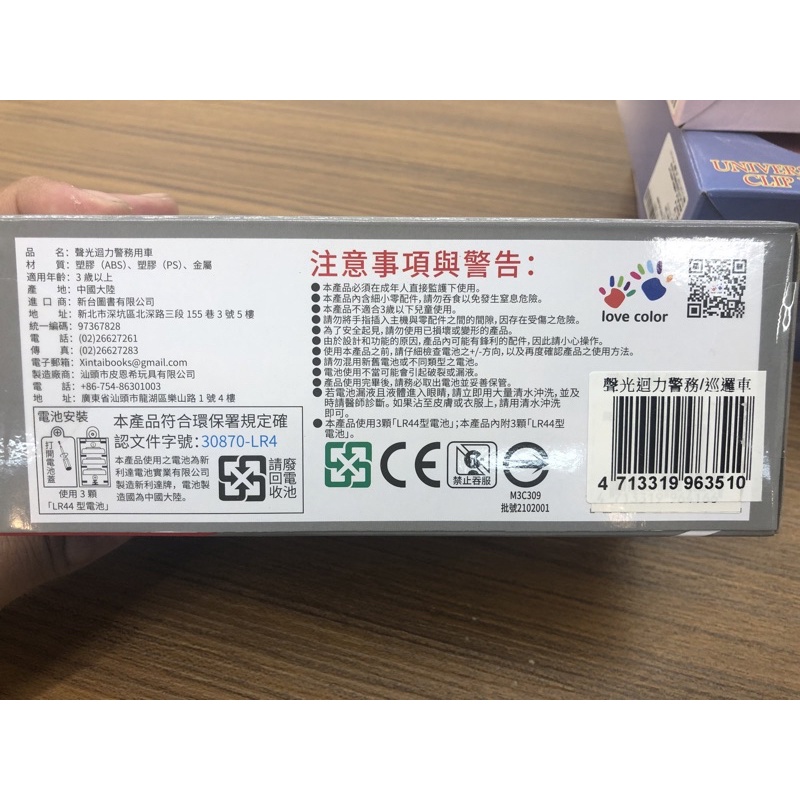 品　　名：聲光迴力警務用車
材　　質：塑膠（ABS)、塑膠（PS)、金屬
適用年齡：3 歲以上
產　　地：中國大陸
進 口 商：新台圖書有限公司
地　　址：新北市深坑區北深路三段 155 巷 3 號 5 樓
統一編號：97367828
電　　話：(02)26627261
傳　　真：(02)26627283
電子郵箱：Xintaibooks@gmail.com
製造廠商：汕頭市皮恩希玩具有限公司
電　　話：+86-754-86301003
地　　址：廣東省汕頭市龍湖區樂山路 1 號 4 樓
電池安裝
打開電池蓋
使用 3 顆
「LR44 型電池」
本產品符合環保署規定確
認文件字號：30870-LR4
本產品使用之電池為新
利達電池實業有限公司
製造新利達牌，電池製
造國為中國大陸。
請廢
回電
收池
注意事項與警告：
●本產品必須在成年人直接監護下使用。
●本產品內含細小零配件，請勿吞食以免發生窒息危險。
●本產品不適合3歲以下兒童使用。
●請勿將手指插入主機與零配件之間的間隙，因存在受傷之危險。
●為了安全起見，請勿使用已損壞或變形的產品。
●由於設計和功能的原因，產品內可能有鋒利的配件，因此請小心操作。
●使用本產品之前，請仔細檢查電池之+/-方向，以及再度確認產品之使用方法。
●請勿混用新舊電池或不同類型之電池。
●電池使用不當可能會引起破裂或漏液。
●產品使用完畢後，請務必取出電池並妥善保管。
●若電池漏液且液體進入眼睛，請立即用大量清水沖洗，並及
時請醫師診斷。如果沾至皮膚或衣服上，請用清水沖洗
即可。
●本產品使用3顆「LR44型電池」；本產品內附3顆「LR44型
電池」。
CE
禁止吞服
M3C309
批號2102001
love color
聲光迴力警務/巡邏車
4 713319 963510
UNIVER
CLIP